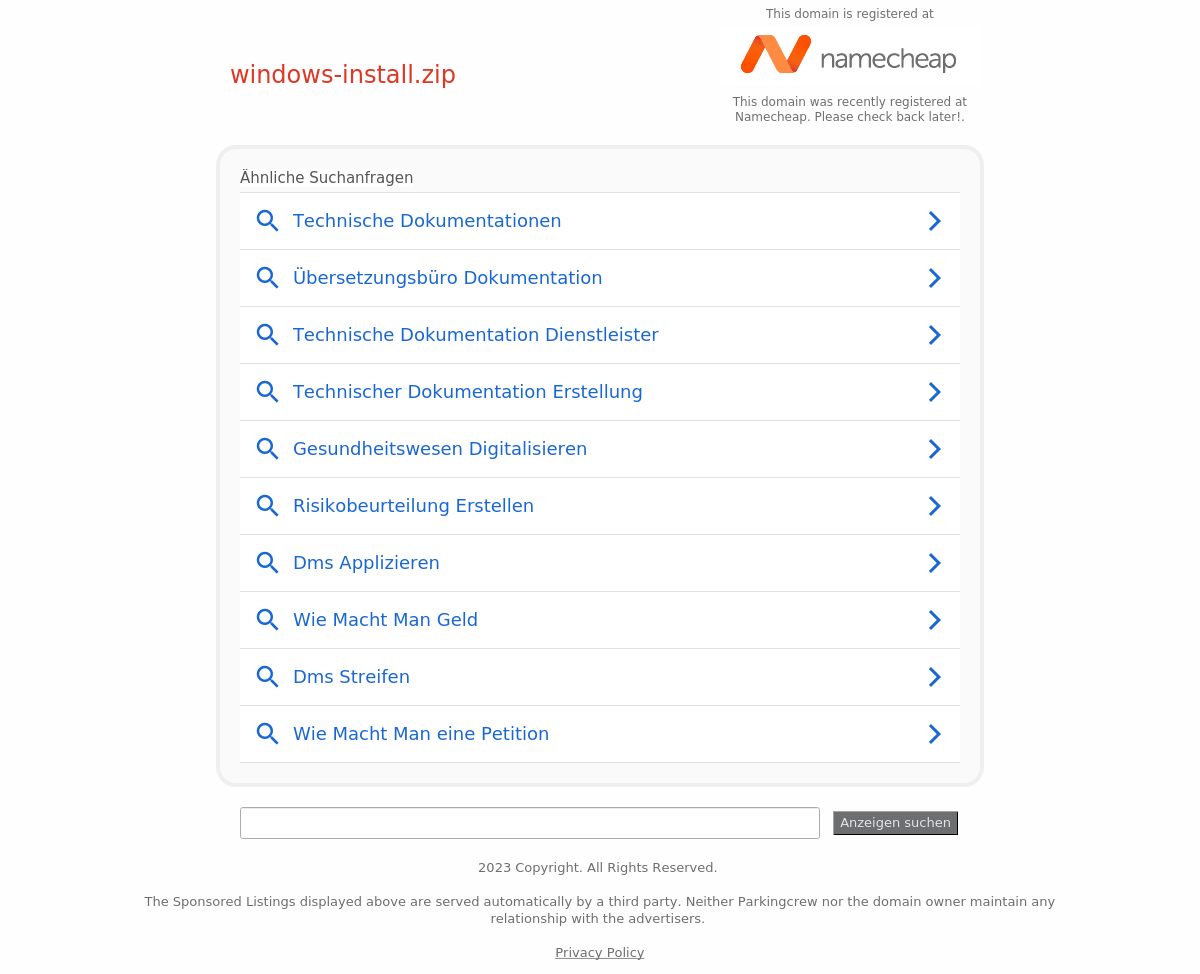 This domain is registered at
namecheap
windows-install.zip
This domain was recently registered at
Namecheap. Please check back later!.
Ähnliche Suchanfragen
Technische Dokumentationen
Übersetzungsbüro Dokumentation
Technische Dokumentation Dienstleister
Technischer Dokumentation Erstellung
Gesundheitswesen Digitalisieren
Risikobeurteilung Erstellen
Dms Applizieren
Wie Macht Man Geld
Dms Streifen
Wie Macht Man eine Petition
Anzeigen suchen
2023 Copyright. All Rights Reserved.
The Sponsored Listings displayed above are served automatically by a third party. Neither Parkingcrew nor the domain owner maintain any
relationship with the advertisers.
Privacy Policy